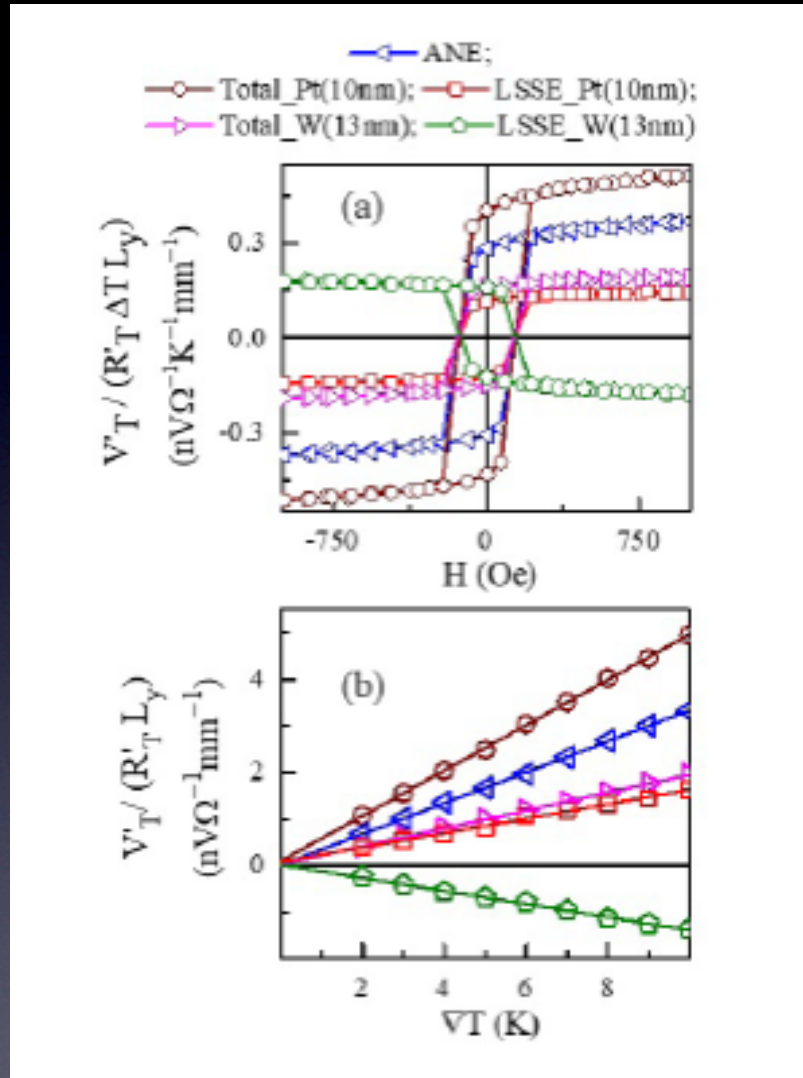 ANE;
Total_Pt(10nm); LSSE_Pt(10nm);
Total_W(13nm); LSSE_W(13nm)
(a)
V'T / (R'T ΔT Ly)
(nVΩ⁻¹K⁻¹mm⁻¹)
0.3
0.0
-0.3
-750 0 750
H (Oe)
(b)
V'T / (R'T Ly)
(nVΩ⁻¹mm⁻¹)
4
2
0
2 4 6 8
∇T (K)